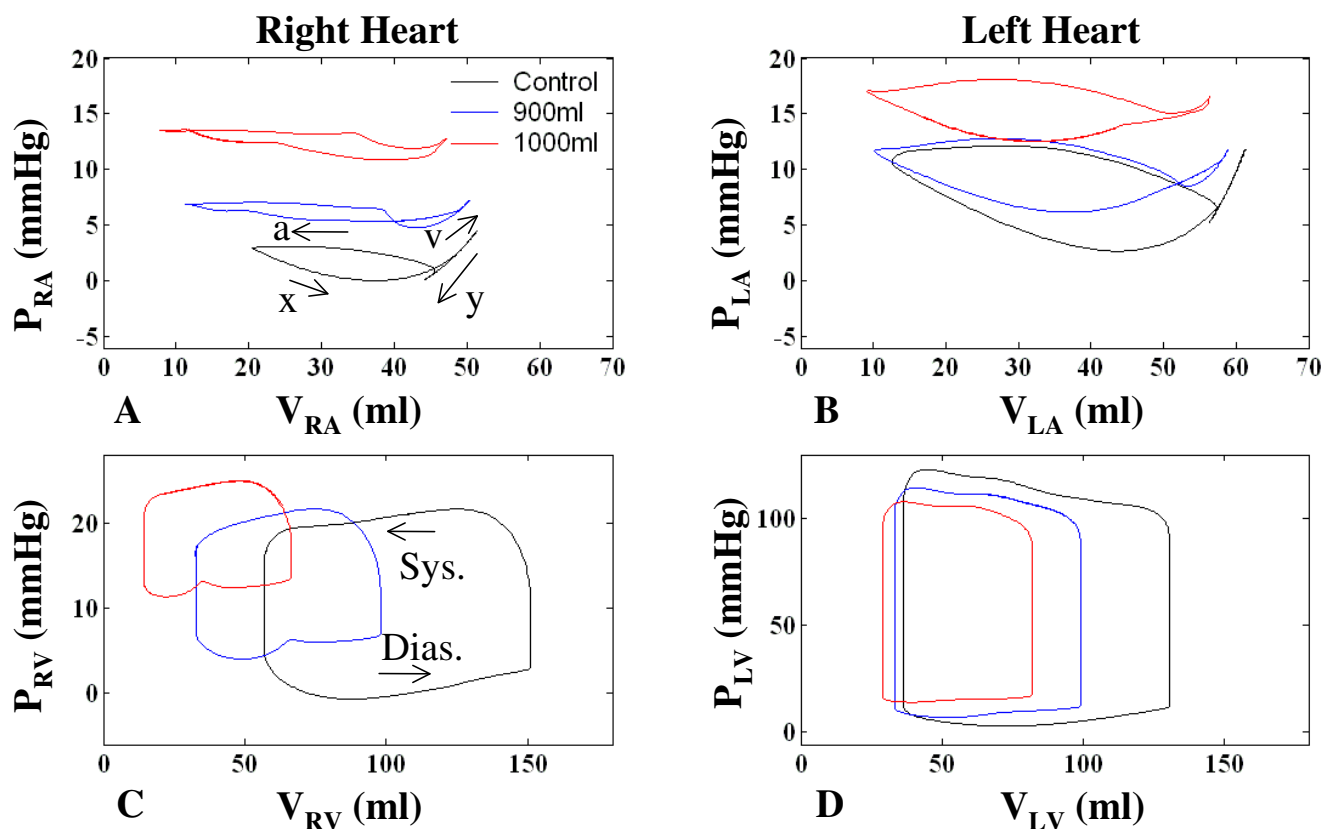 Right Heart
Left Heart
20
15
10
5
0
−5
P_RA (mmHg)
Control
900ml
1000ml
a
v
x
y
0 10 20 30 40 50 60 70
A
V_RA (ml)
20
15
10
5
0
−5
P_LA (mmHg)
0 10 20 30 40 50 60 70
B
V_LA (ml)
20
10
0
P_RV (mmHg)
Sys.
Dias.
0 50 100 150
C
V_RV (ml)
100
50
0
P_LV (mmHg)
0 50 100 150
D
V_LV (ml)